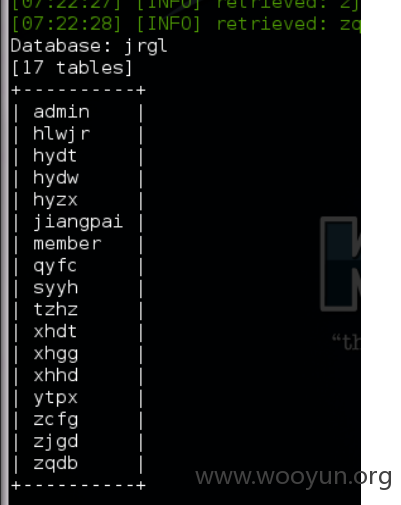 [07:22:27] [INFO] retrieved: zj
[07:22:28] [INFO] retrieved: zq
Database: jrgl
[17 tables]
+----------+
| admin    |
| hlwjr    |
| hydt     |
| hydw     |
| hyzx     |
| jiangpai |
| member   |
| qyfc     |
| syyh     |
| tzhz     |
| xhdt     |
| xhgg     |
| xhhd     |
| ytpx     |
| zcfg     |
| zjgd     |
| zqdb     |
+----------+
"th
www.wooyun.org